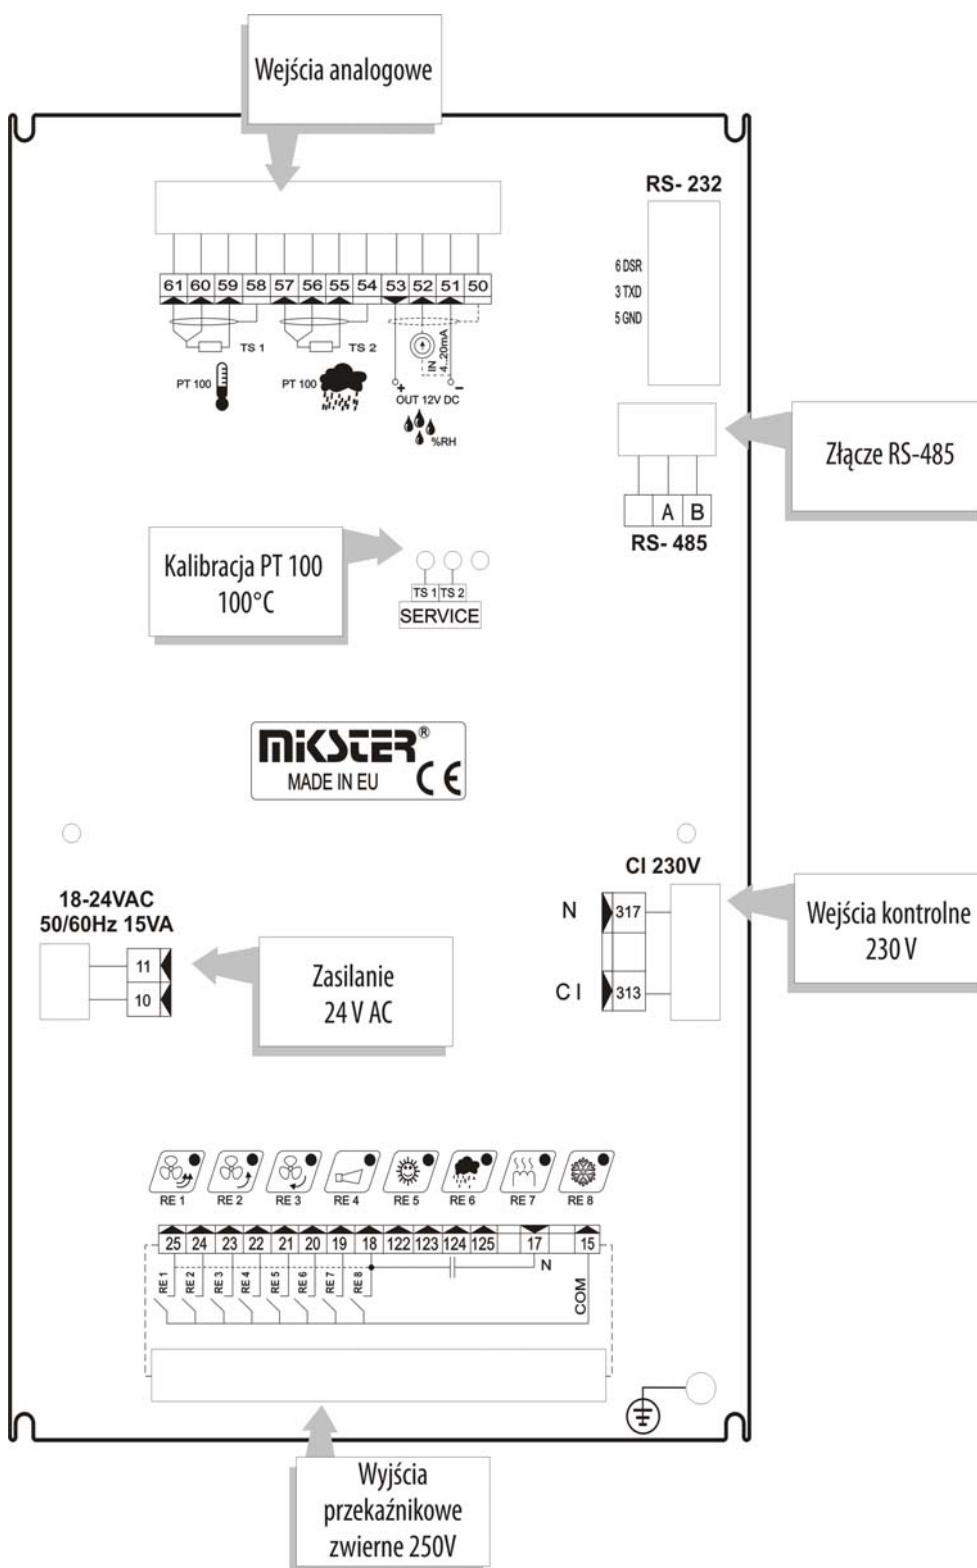 Wejścia analogowe
RS- 232
6 DSR
3 TXD
5 GND
61 60 59 58 57 56 55 54 53 52 51 50
TS 1
TS 2
IN
4..20mA
PT 100
PT 100
+
–
OUT 12V DC
%RH
Złącze RS-485
A B
RS- 485
Kalibracja PT 100
100°C
TS 1 TS 2
SERVICE
MIKSTER®
MADE IN EU CE
18-24VAC
50/60Hz 15VA
11
10
Zasilanie
24 V AC
CI 230V
N 317
C I 313
Wejścia kontrolne
230 V
RE 1 RE 2 RE 3 RE 4 RE 5 RE 6 RE 7 RE 8
25 24 23 22 21 20 19 18 122 123 124 125 17 15
N
RE 1 RE 2 RE 3 RE 4 RE 5 RE 6 RE 7 RE 8
COM
Wyjścia
przekaźnikowe
zwierne 250V